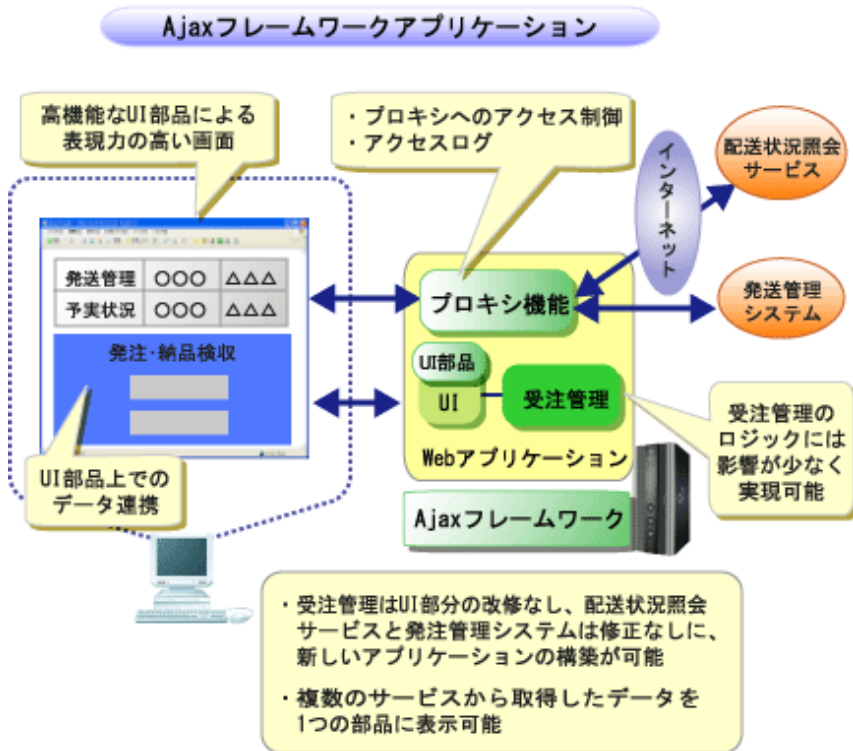 Ajaxフレームワークアプリケーション
高機能なUI部品による
表現力の高い画面
・プロキシへのアクセス制御
・アクセスログ
インターネット
配送状況照会
サービス
発送管理 〇〇〇 △△△
予実状況 〇〇〇 △△△
発注・納品検収
プロキシ機能
発送管理
システム
UI部品
UI
受注管理
Webアプリケーション
UI部品上での
データ連携
受注管理の
ロジックには
影響が少なく
実現可能
Ajaxフレームワーク
・受注管理はUI部分の改修なし、配送状況照会
サービスと発注管理システムは修正なしに、
新しいアプリケーションの構築が可能
・複数のサービスから取得したデータを
1つの部品に表示可能